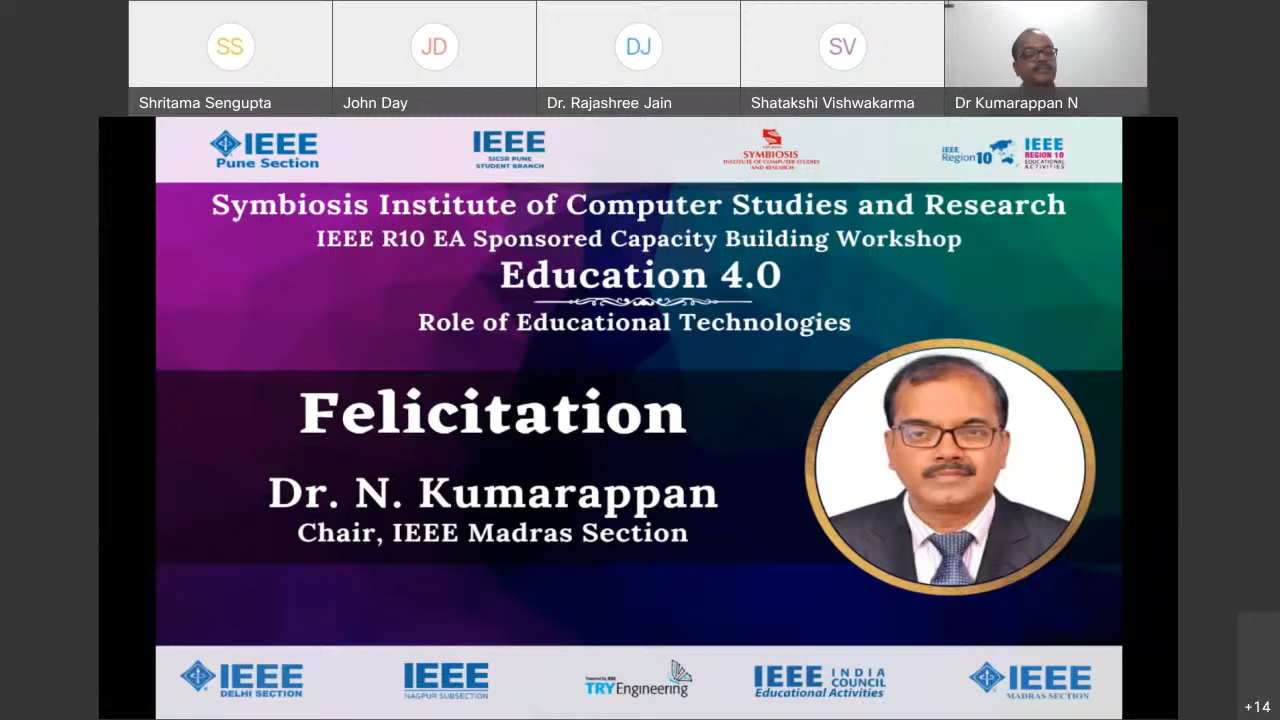 SS
JD
DJ
SV
Shritama Sengupta
John Day
Dr. Rajashree Jain
Shatakshi Vishwakarma
Dr Kumarappan N
IEEE
Pune Section
IEEE
SICSR PUNE
STUDENT BRANCH
SYMBIOSIS
INSTITUTE OF COMPUTER STUDIES
AND RESEARCH
IEEE
Region 10
IEEE
REGION 10
EDUCATIONAL
ACTIVITIES
Symbiosis Institute of Computer Studies and Research
IEEE R10 EA Sponsored Capacity Building Workshop
Education 4.0
Role of Educational Technologies
Felicitation
Dr. N. Kumarappan
Chair, IEEE Madras Section
IEEE
DELHI SECTION
IEEE
NAGPUR SUBSECTION
Powered by IEEE
TRYEngineering
IEEE INDIA
COUNCIL
Educational Activities
IEEE
MADRAS SECTION
+14